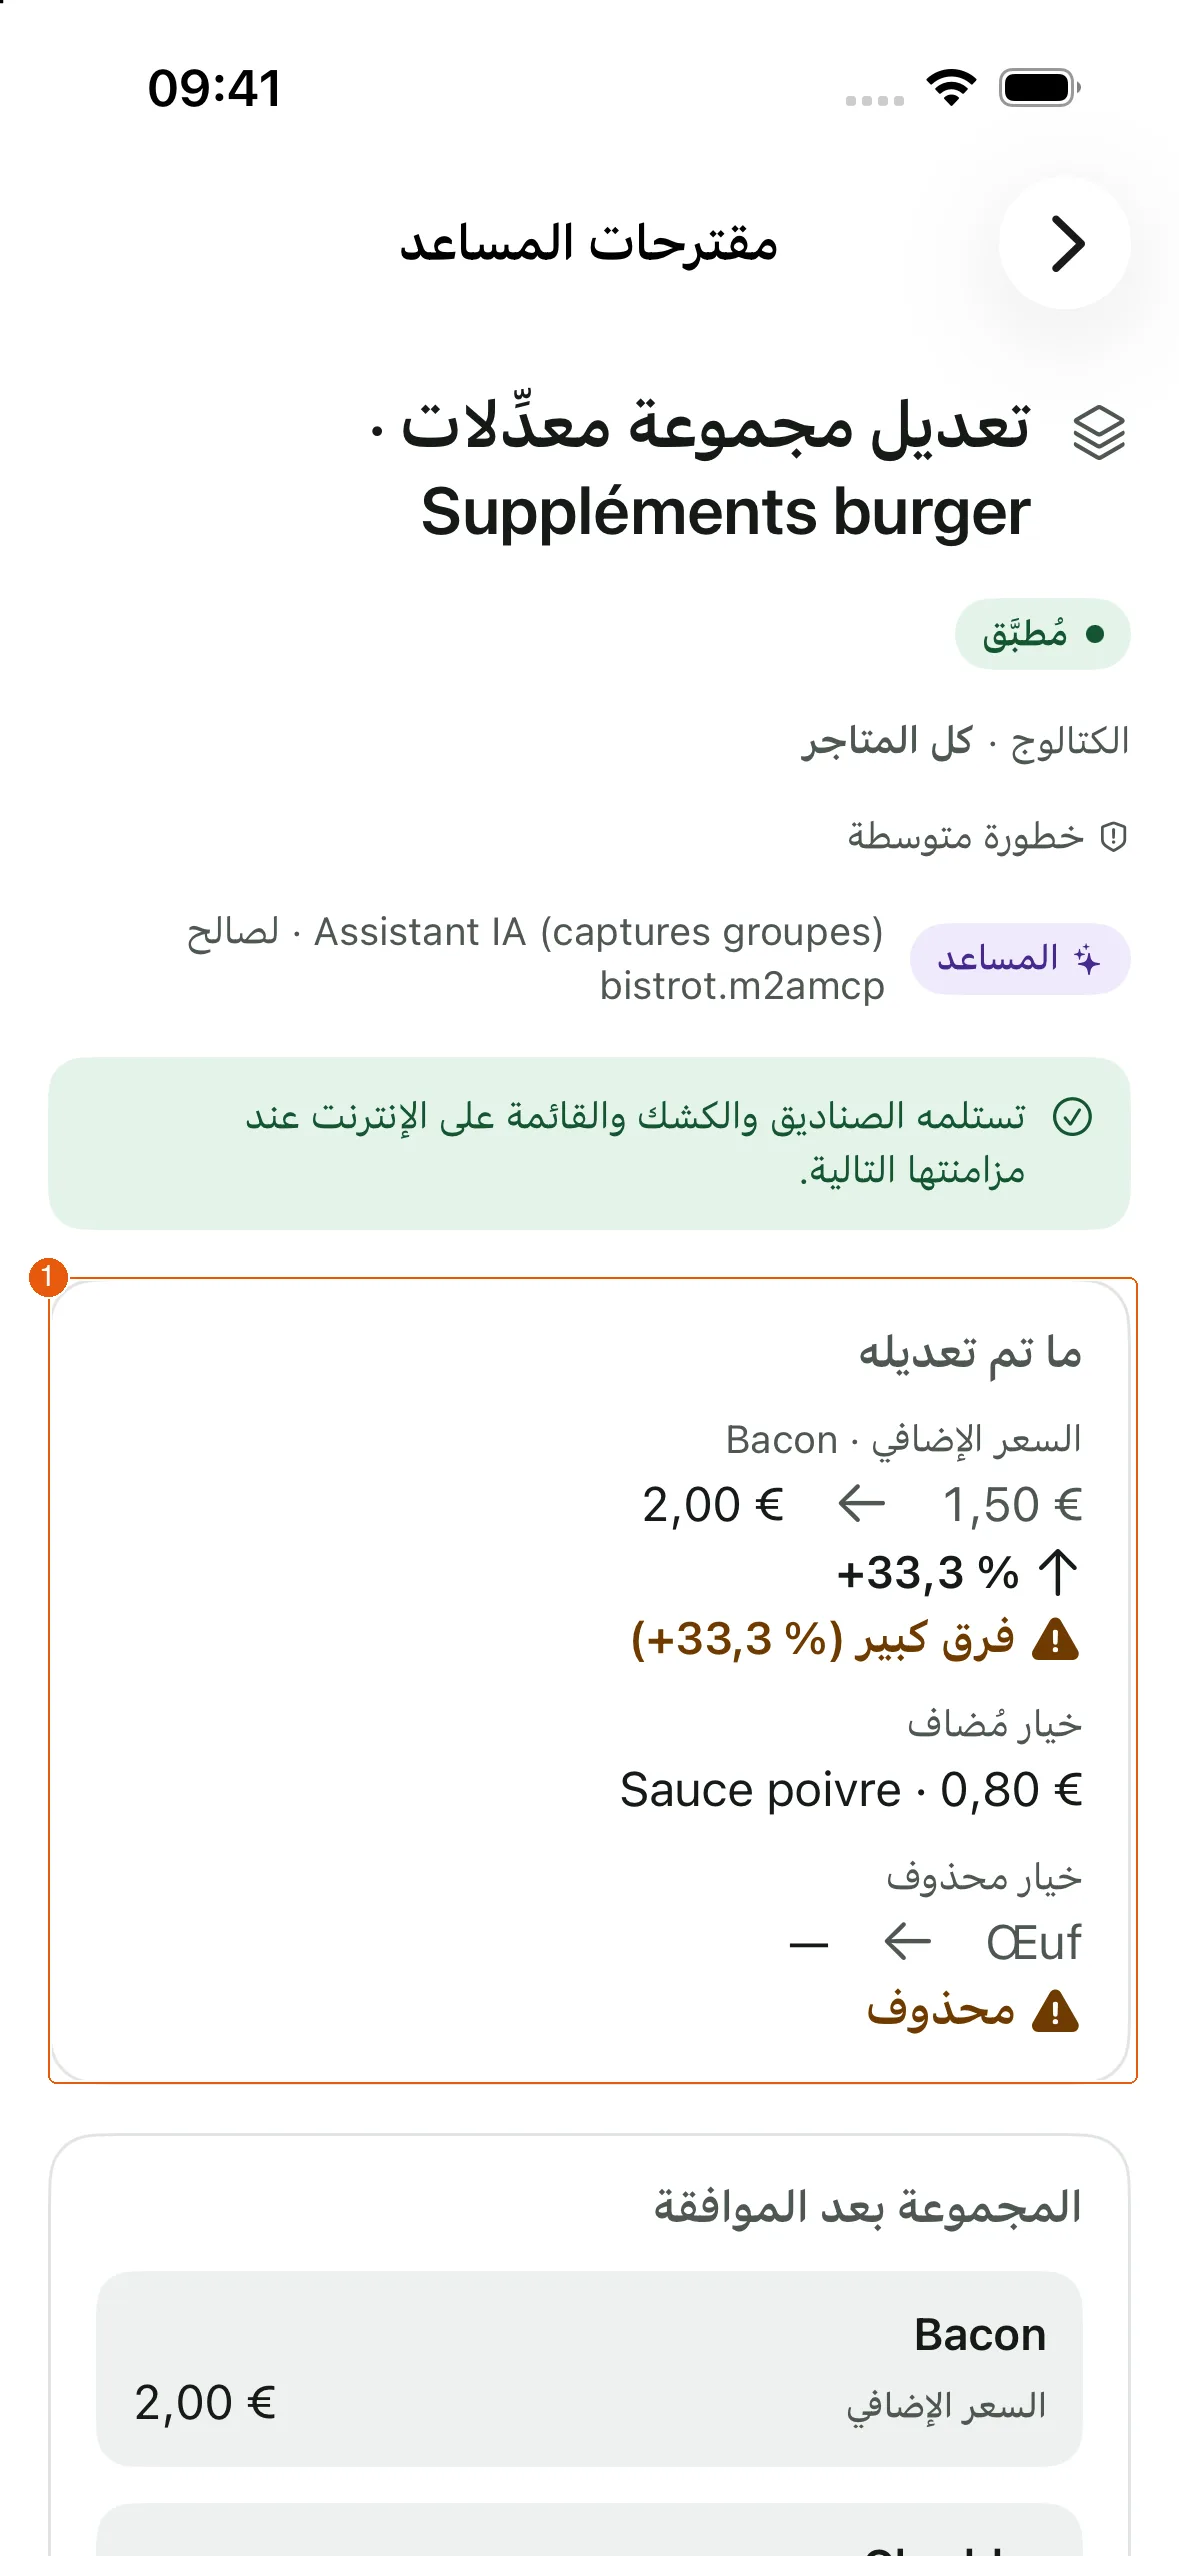 09:41
مقترحات المساعد
تعديل مجموعة معدِّلات ·
Suppléments burger
مُطبَّق
الكتالوج · كل المتاجر
خطورة متوسطة
المساعد
Assistant IA (captures groupes) · لصالح
bistrot.m2amcp
تستلمه الصناديق والكشك والقائمة على الإنترنت عند
مزامنتها التالية.
1
ما تم تعديله
السعر الإضافي · Bacon
1,50 € ← 2,00 €
↑ +33,3 %
فرق كبير (+33,3 %)
خيار مُضاف
Sauce poivre · 0,80 €
خيار محذوف
Œuf ← —
محذوف
المجموعة بعد الموافقة
Bacon
السعر الإضافي 2,00 €